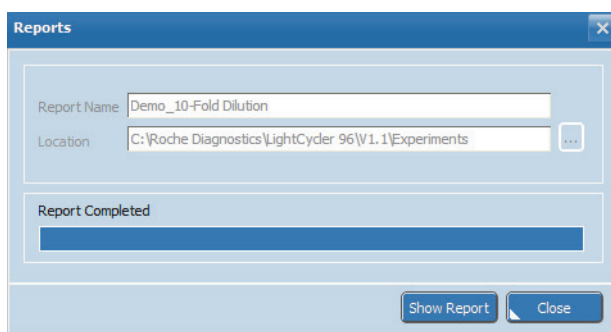 Reports
Report Name Demo_10-Fold Dilution
Location C:\Roche Diagnostics\LightCycler 96\V1.1\Experiments ...
Report Completed
Show Report Close